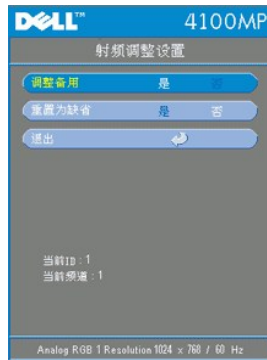 DELL™ 4100MP
射频调整设置
调整备用 是 否
重置为缺省 是 否
退出
当前ID:1
当前频道:1
Analog RGB 1 Resolution 1024 x 768 / 60 Hz